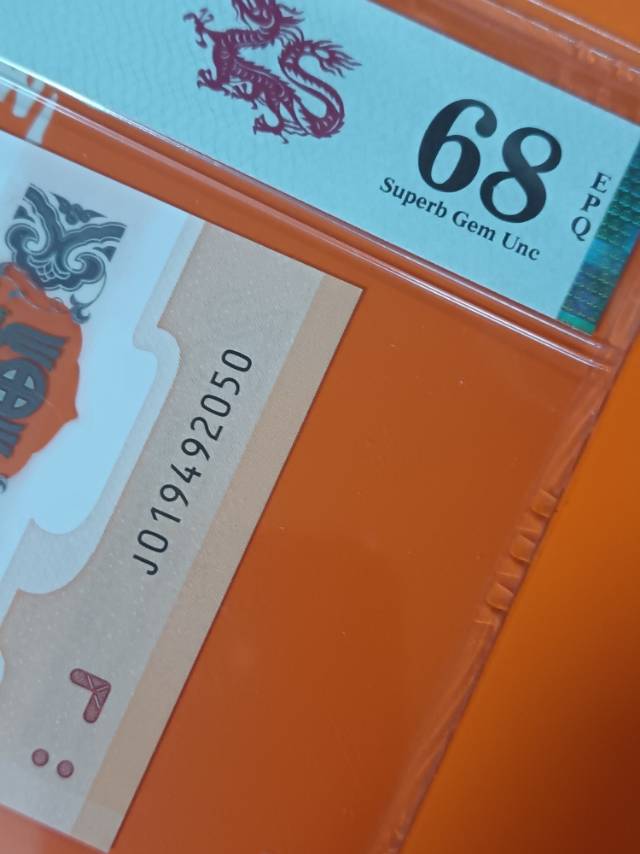 68
EPQ
Superb Gem Unc
J019492050